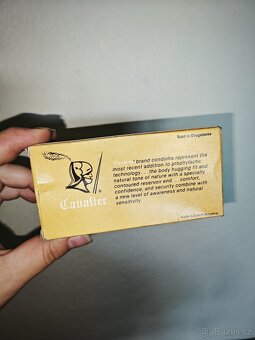 Sold in Drugstores
brand condoms represent the
most recent addition to prophylactic
technology . . . the body hugging fit and
natural tone of nature with a specially
contoured reservoir end . . . comfort,
confidence, and security combine with
a new level of awareness and natural
sensitivity.
Cavalier
®